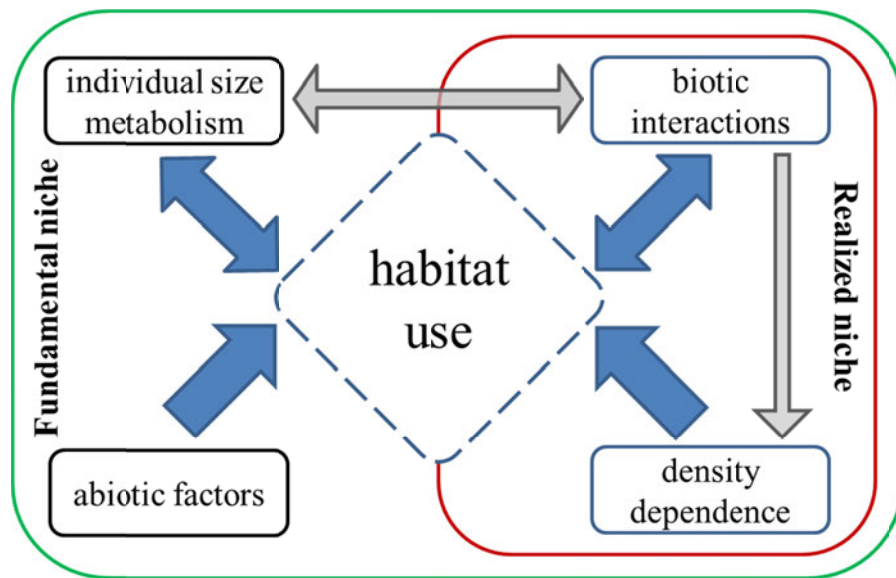 individual size
metabolism
biotic
interactions
Fundamental niche
habitat
use
Realized niche
abiotic factors
density
dependence